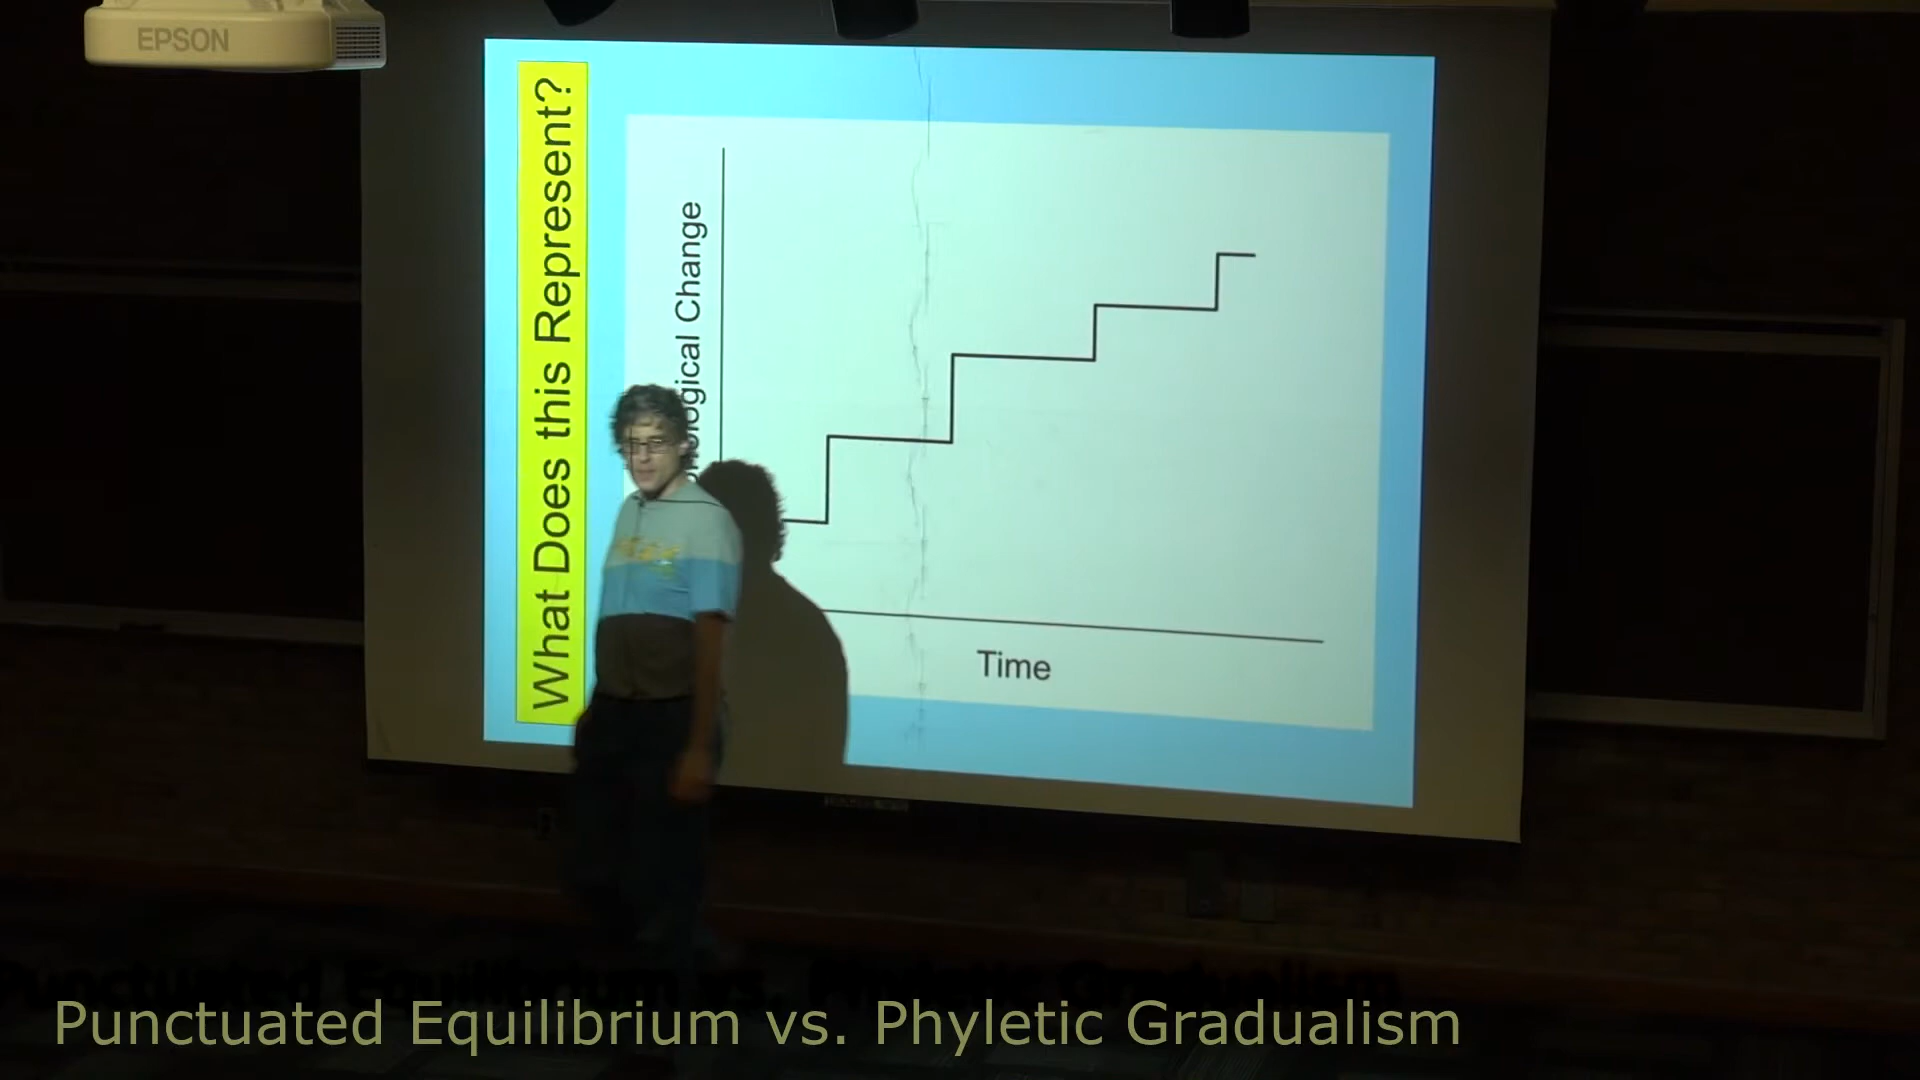 EPSON
What Does this Represent?
ological Change
Time
Punctuated Equilibrium vs. Phyletic Gradualism